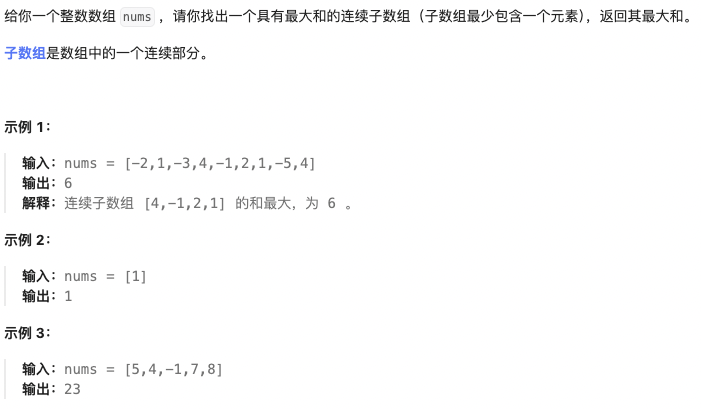 给你一个整数数组 nums ，请你找出一个具有最大和的连续子数组（子数组最少包含一个元素），返回其最大和。
子数组是数组中的一个连续部分。
示例 1：
输入：nums = [-2,1,-3,4,-1,2,1,-5,4]
输出：6
解释：连续子数组 [4,-1,2,1] 的和最大，为 6 。
示例 2：
输入：nums = [1]
输出：1
示例 3：
输入：nums = [5,4,-1,7,8]
输出：23